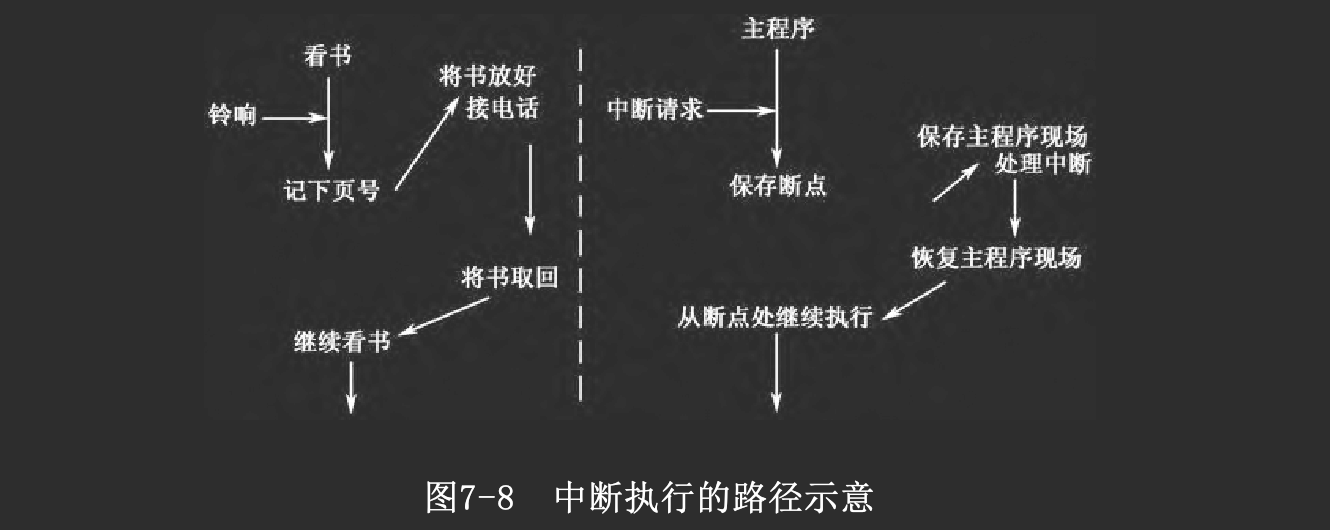 看书
铃响
记下页号
将书放好
接电话
将书取回
继续看书
主程序
中断请求
保存断点
保存主程序现场
处理中断
恢复主程序现场
从断点处继续执行
图7-8 中断执行的路径示意